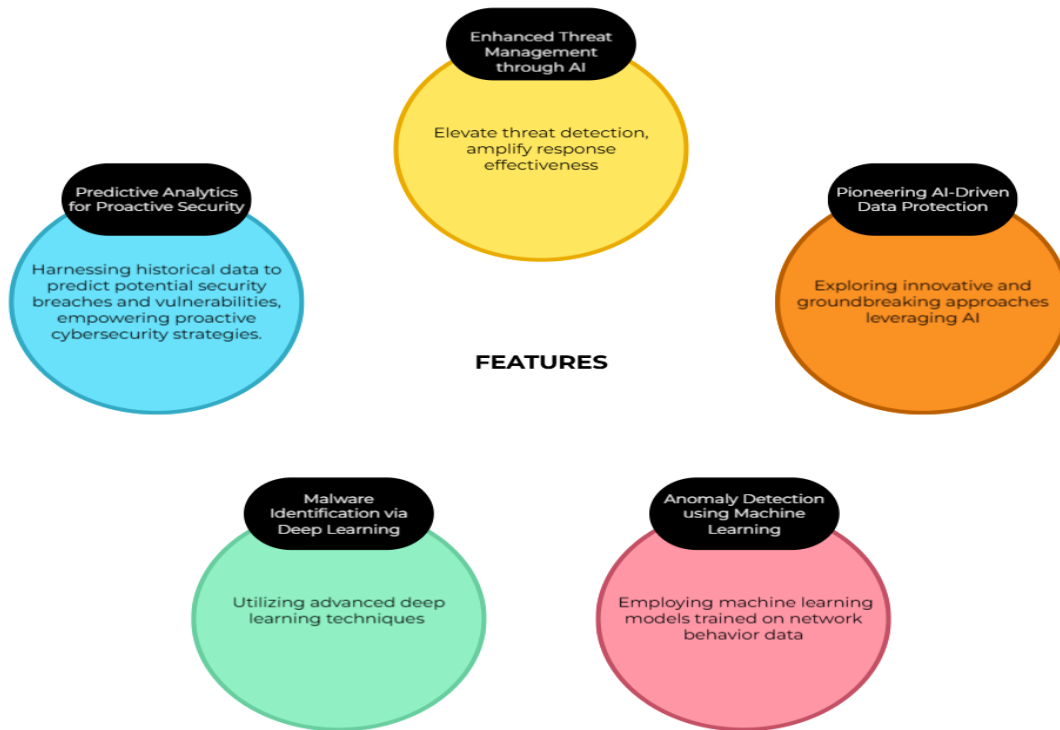 Enhanced Threat
Management
through AI
Elevate threat detection,
amplify response
effectiveness
Predictive Analytics
for Proactive Security
Harnessing historical data to
predict potential security
breaches and vulnerabilities,
empowering proactive
cybersecurity strategies.
Pioneering AI-Driven
Data Protection
Exploring innovative and
groundbreaking approaches
leveraging AI
FEATURES
Malware
Identification via
Deep Learning
Utilizing advanced deep
learning techniques
Anomaly Detection
using Machine
Learning
Employing machine learning
models trained on network
behavior data